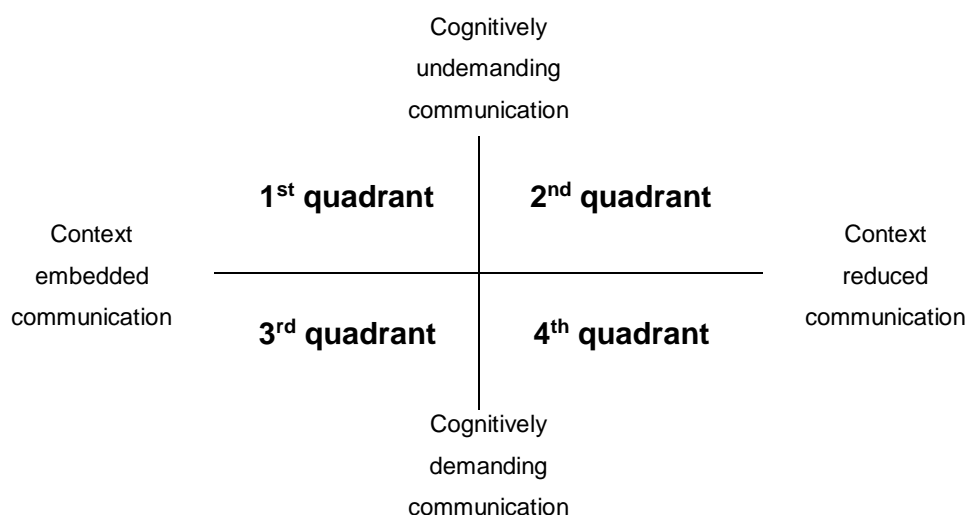 Cognitively
undemanding
communication
1st quadrant
2nd quadrant
Context
embedded
communication
Context
reduced
communication
3rd quadrant
4th quadrant
Cognitively
demanding
communication